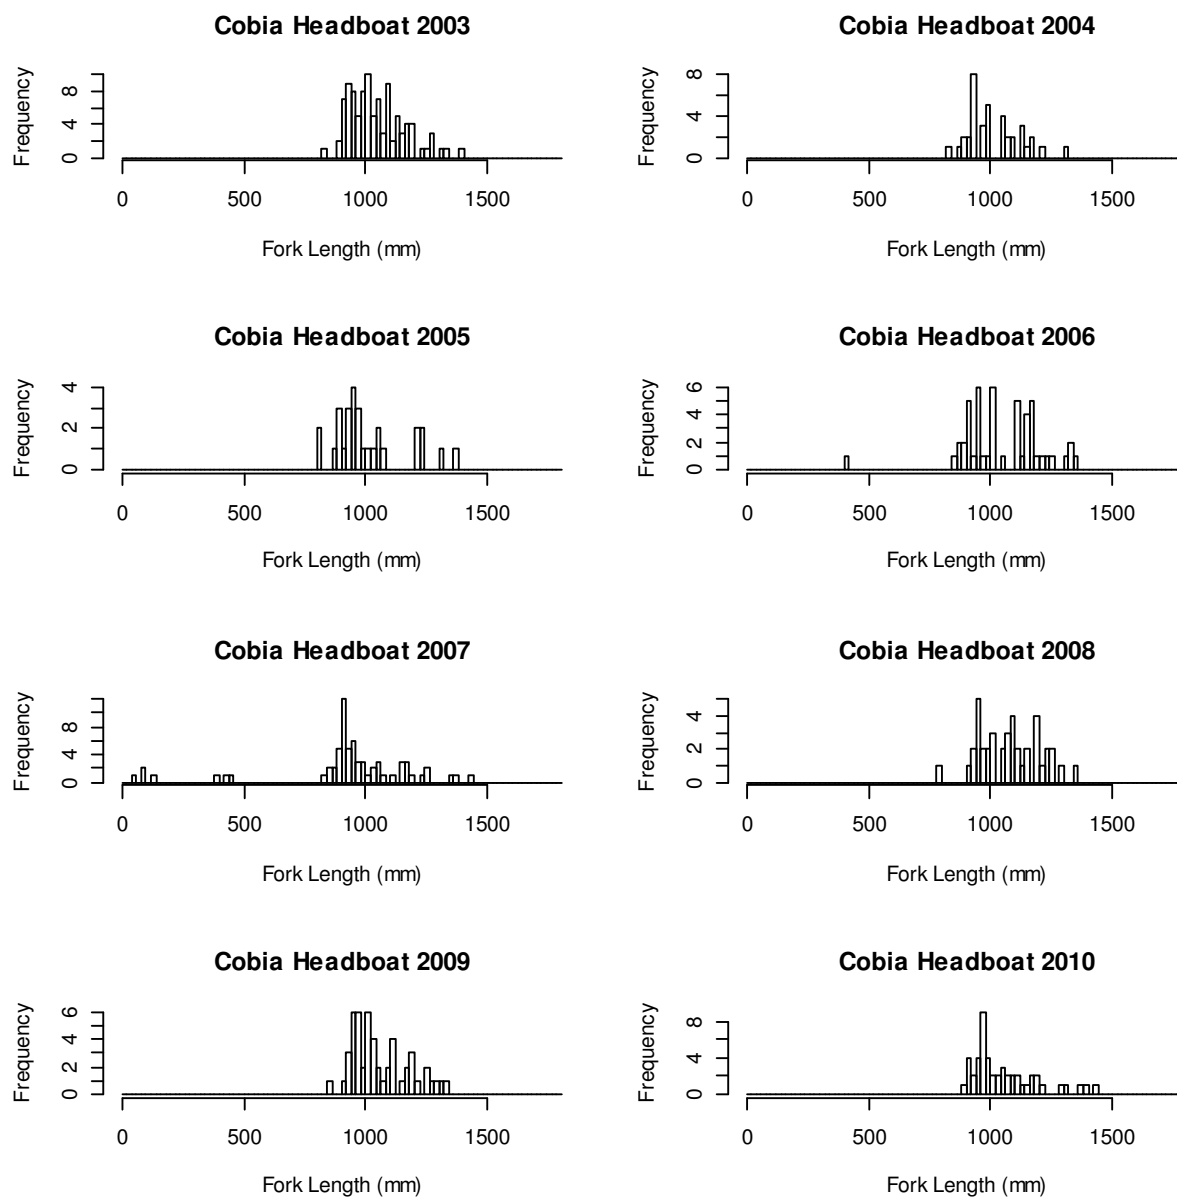 Cobia Headboat 2003
Frequency
0 4 8
0 500 1000 1500
Fork Length (mm)
Cobia Headboat 2004
Frequency
0 4 8
0 500 1000 1500
Fork Length (mm)
Cobia Headboat 2005
Frequency
0 2 4
0 500 1000 1500
Fork Length (mm)
Cobia Headboat 2006
Frequency
0 2 4 6
0 500 1000 1500
Fork Length (mm)
Cobia Headboat 2007
Frequency
0 4 8
0 500 1000 1500
Fork Length (mm)
Cobia Headboat 2008
Frequency
0 2 4
0 500 1000 1500
Fork Length (mm)
Cobia Headboat 2009
Frequency
0 2 4 6
0 500 1000 1500
Fork Length (mm)
Cobia Headboat 2010
Frequency
0 4 8
0 500 1000 1500
Fork Length (mm)